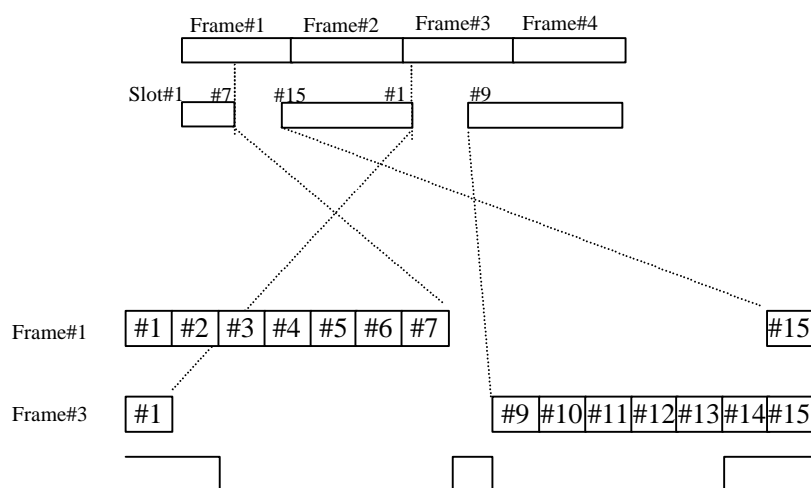 Frame#1 Frame#2 Frame#3 Frame#4
Slot#1 #7 #15 #1 #9
Frame#1 #1 #2 #3 #4 #5 #6 #7 #15
Frame#3 #1 #9 #10 #11 #12 #13 #14 #15